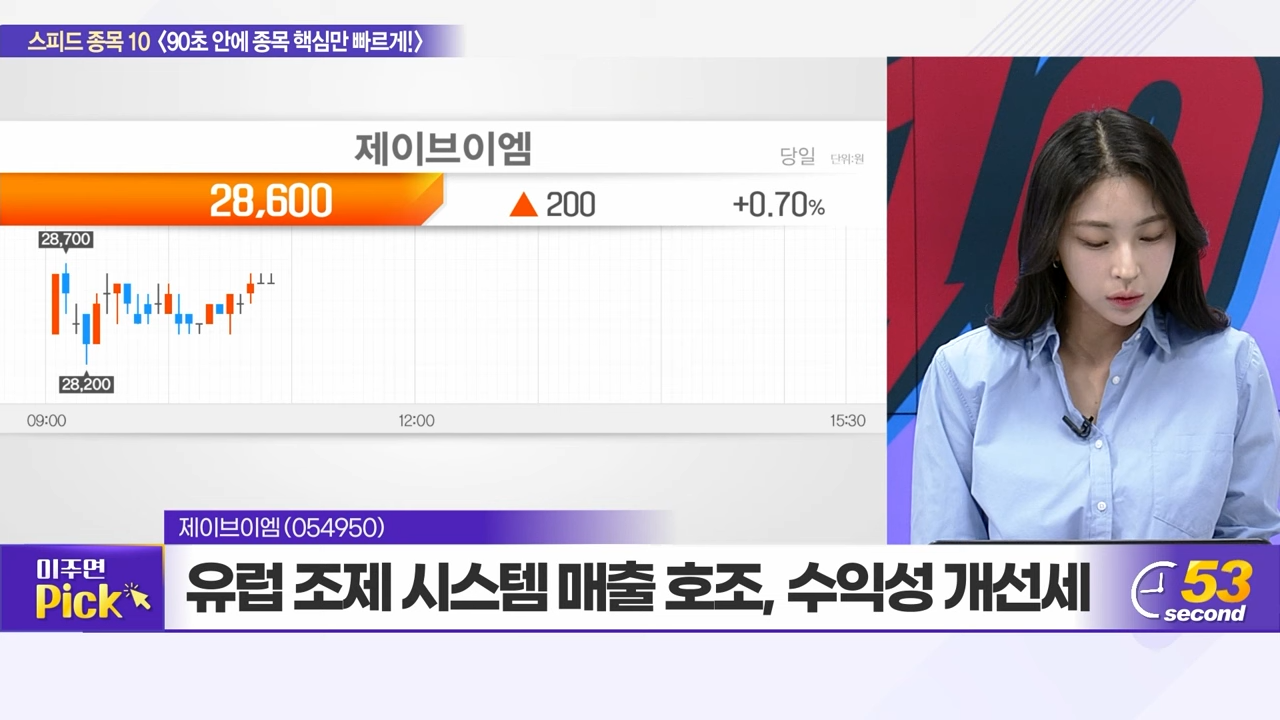 스피드 종목 10 <90초 안에 종목 핵심만 빠르게!>
제이브이엠
당일 단위:원
28,600 ▲ 200 +0.70%
28,700
28,200
09:00 12:00 15:30
제이브이엠(054950)
이주면
Pick
유럽 조제 시스템 매출 호조, 수익성 개선세
53
second